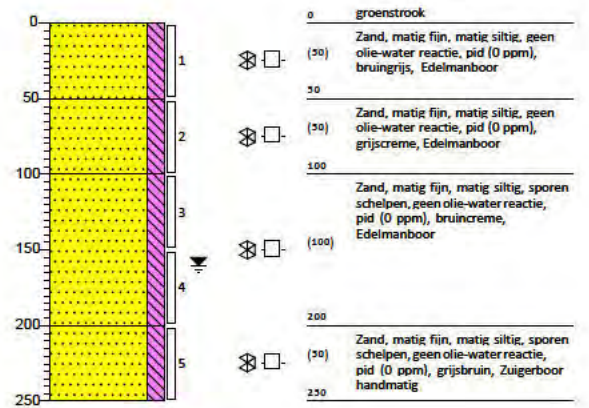 0 groenstrook
0
Zand, matig fijn, matig siltig, geen
1 (50) olie-water reactie, pid (0 ppm),
bruingrijs, Edelmanboor
50 50
Zand, matig fijn, matig siltig, geen
2 (50) olie-water reactie, pid (0 ppm),
grijscreme, Edelmanboor
100 100
Zand, matig fijn, matig siltig, sporen
3 schelpen, geen olie-water reactie,
pid (0 ppm), bruincreme,
Edelmanboor
150 (100)
4
200 200
Zand, matig fijn, matig siltig, sporen
5 (50) schelpen, geen olie-water reactie,
pid (0 ppm), grijsbruin, Zuigerboor
handmatig
250 250